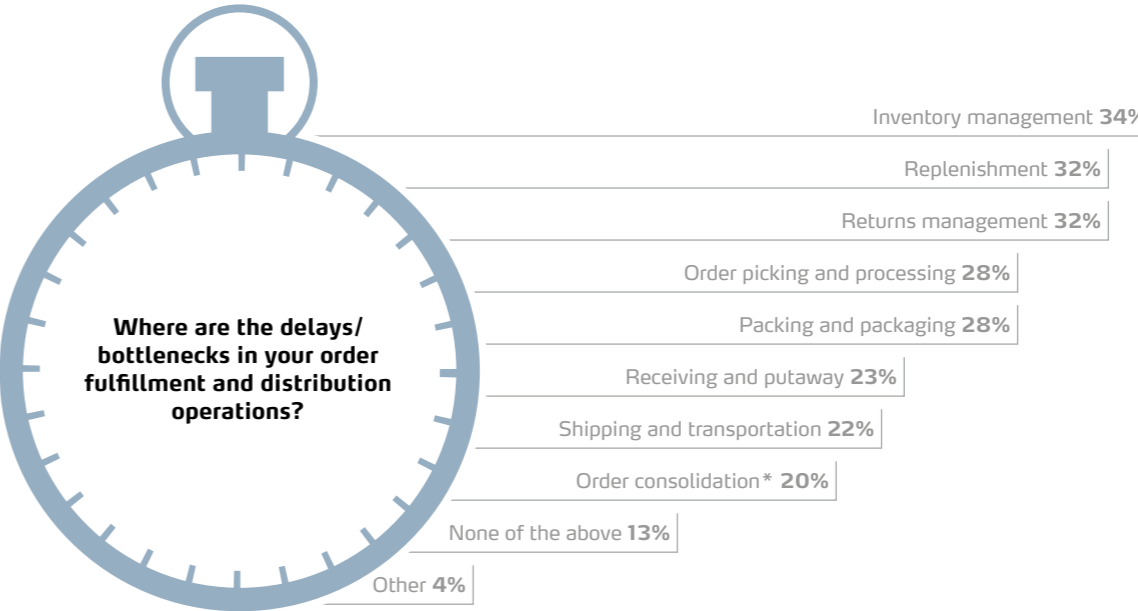 Inventory management 34%
Replenishment 32%
Returns management 32%
Order picking and processing 28%
Packing and packaging 28%
Receiving and putaway 23%
Shipping and transportation 22%
Order consolidation* 20%
None of the above 13%
Other 4%
Where are the delays/
bottlenecks in your order
fulfillment and distribution
operations?